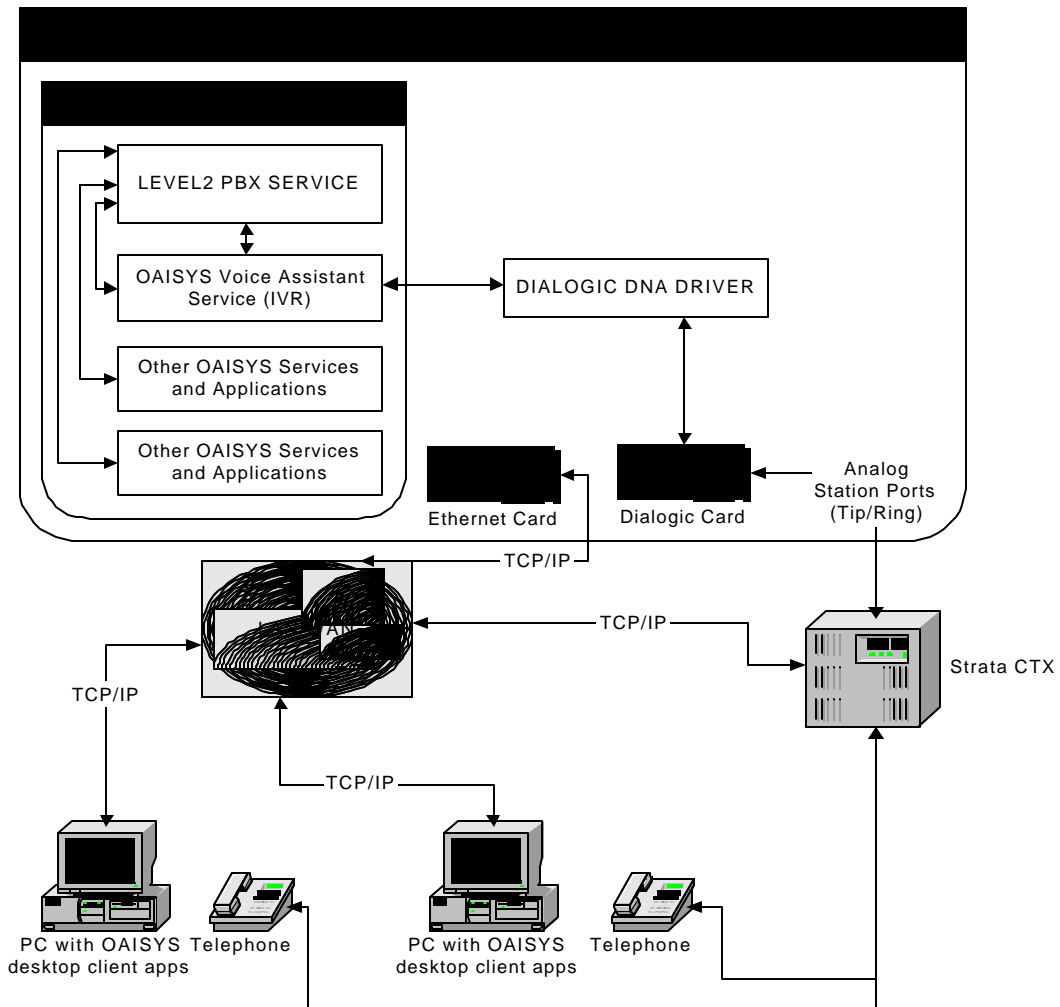 LEVEL2 PBX SERVICE
OAISYS Voice Assistant
Service (IVR)
DIALOGIC DNA DRIVER
Other OAISYS Services
and Applications
Other OAISYS Services
and Applications
Ethernet Card
Dialogic Card
Analog
Station Ports
(Tip/Ring)
TCP/IP
TCP/IP
Strata CTX
TCP/IP
TCP/IP
PC with OAISYS
desktop client apps
Telephone
PC with OAISYS
desktop client apps
Telephone